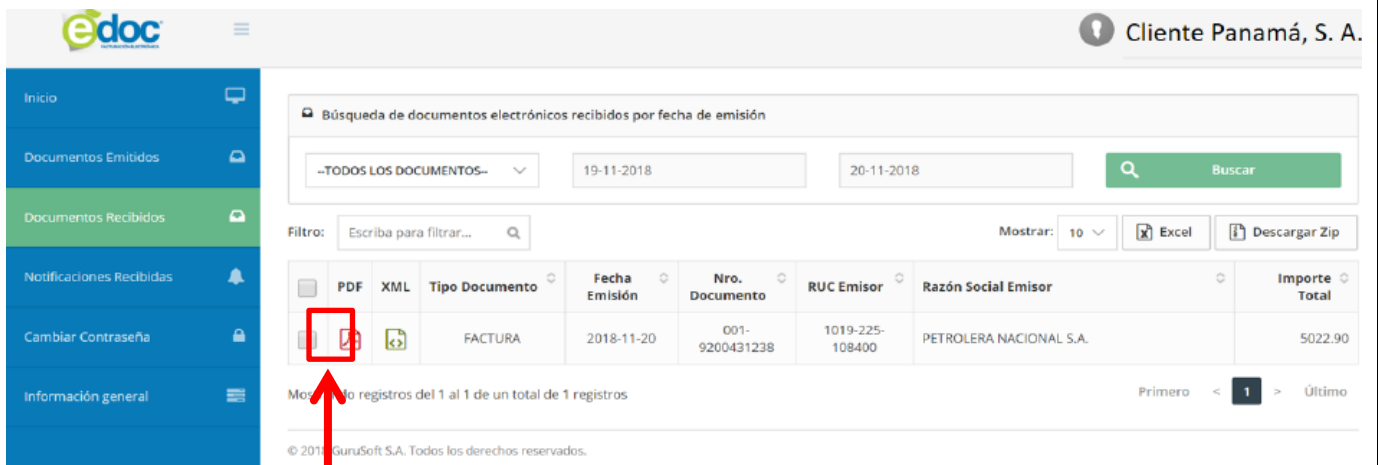 edoc
Cliente Panamá, S. A.
Inicio
Documentos Emitidos
Documentos Recibidos
Notificaciones Recibidas
Cambiar Contraseña
Información general
Búsqueda de documentos electrónicos recibidos por fecha de emisión
--TODOS LOS DOCUMENTOS-- 19-11-2018 20-11-2018 Buscar
Filtro: Escriba para filtrar... Mostrar: 10 Excel Descargar Zip
PDF XML Tipo Documento Fecha Emisión Nro. Documento RUC Emisor Razón Social Emisor Importe Total
FACTURA 2018-11-20 001-9200431238 1019-225-108400 PETROLERA NACIONAL S.A. 5022.90
registros del 1 al 1 de un total de 1 registros
Primero < 1 > Último
© 2018 GuruSoft S.A. Todos los derechos reservados.